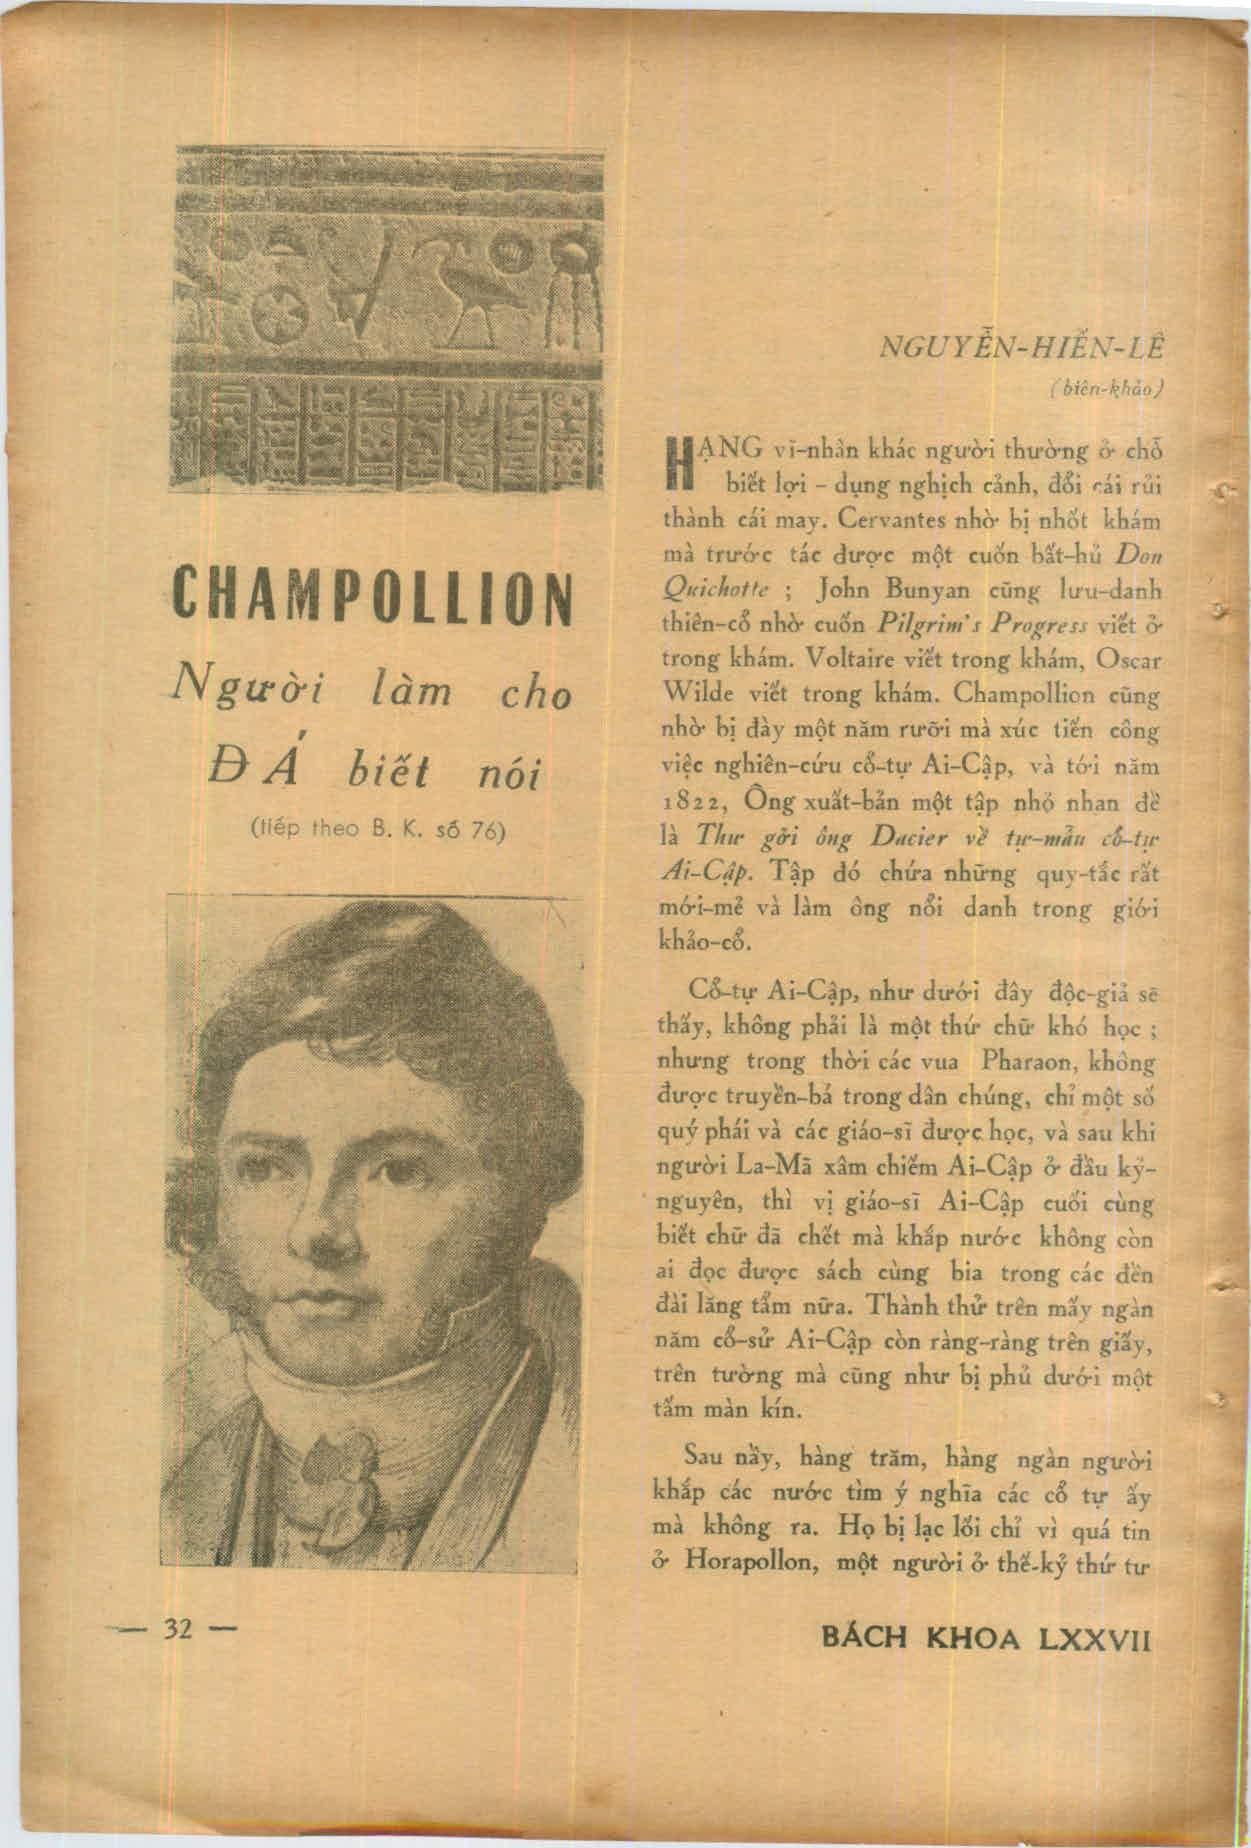 CHAMPOLLION
Người làm cho
ĐÁ biết nói
(tiếp theo B. K. số 76)
NGUYỄN-HIẾN-LÊ
(biên-khảo)
HẠNG vĩ-nhân khác người thường ở chỗ
biết lợi - dụng nghịch cảnh, đổi cái rủi
thành cái may. Cervantes nhờ bị nhốt khám
mà trước tác được một cuốn bất-hủ Don
Quichotte ; John Bunyan cũng lưu-danh
thiên-cổ nhờ cuốn Pilgrim's Progress viết ở
trong khám. Voltaire viết trong khám, Oscar
Wilde viết trong khám. Champollion cũng
nhờ bị đày một năm rưỡi mà xúc tiến công
việc nghiên-cứu cổ-tự Ai-Cập, và tới năm
1822, Ông xuất-bản một tập nhỏ nhan đề
là Thư gởi ông Dacier về tự-mẫu cổ-tự
Ai-Cập. Tập đó chứa những quy-tắc rất
mới-mẻ và làm ông nổi danh trong giới
khảo-cổ.
Cổ-tự Ai-Cập, như dưới đây độc-giả sẽ
thấy, không phải là một thứ chữ khó học ;
nhưng trong thời các vua Pharaon, không
được truyền-bá trong dân chúng, chỉ một số
quý phái và các giáo-sĩ được học, và sau khi
người La-Mã xâm chiếm Ai-Cập ở đầu kỷ-
nguyên, thì vị giáo-sĩ Ai-Cập cuối cùng
biết chữ đã chết mà khắp nước không còn
ai đọc được sách cùng bia trong các đền
đài lăng tẩm nữa. Thành thử trên mấy ngàn
năm cổ-sử Ai-Cập còn ràng-ràng trên giấy,
trên tường mà cũng như bị phủ dưới một
tấm màn kín.
Sau nầy, hàng trăm, hàng ngàn người
khắp các nước tìm ý nghĩa các cổ tự ấy
mà không ra. Họ bị lạc lối chỉ vì quá tin
ở Horapollon, một người ở thế-kỷ thứ tư
— 32 —
BÁCH KHOA LXXVII